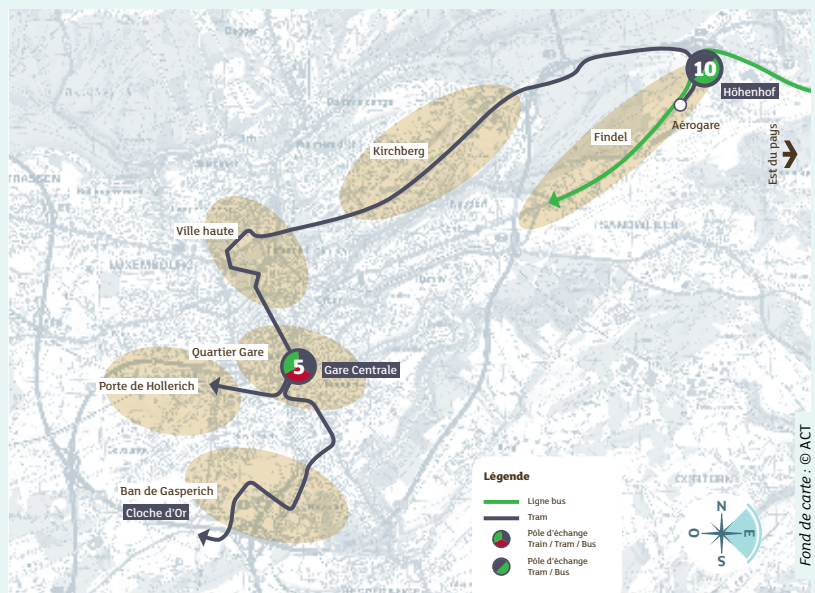 10
Höhenhof
Aérogare
Findel
Est du pays
Kirchberg
Ville haute
LUXEMBOU
Quartier Gare
5
Gare Centrale
Porte de Hollerich
Ban de Gasperich
Cloche d'Or
Légende
Ligne bus
Tram
Pôle d'échange
Train / Tram / Bus
Pôle d'échange
Tram / Bus
N
O
E
S
Fond de carte : © ACT